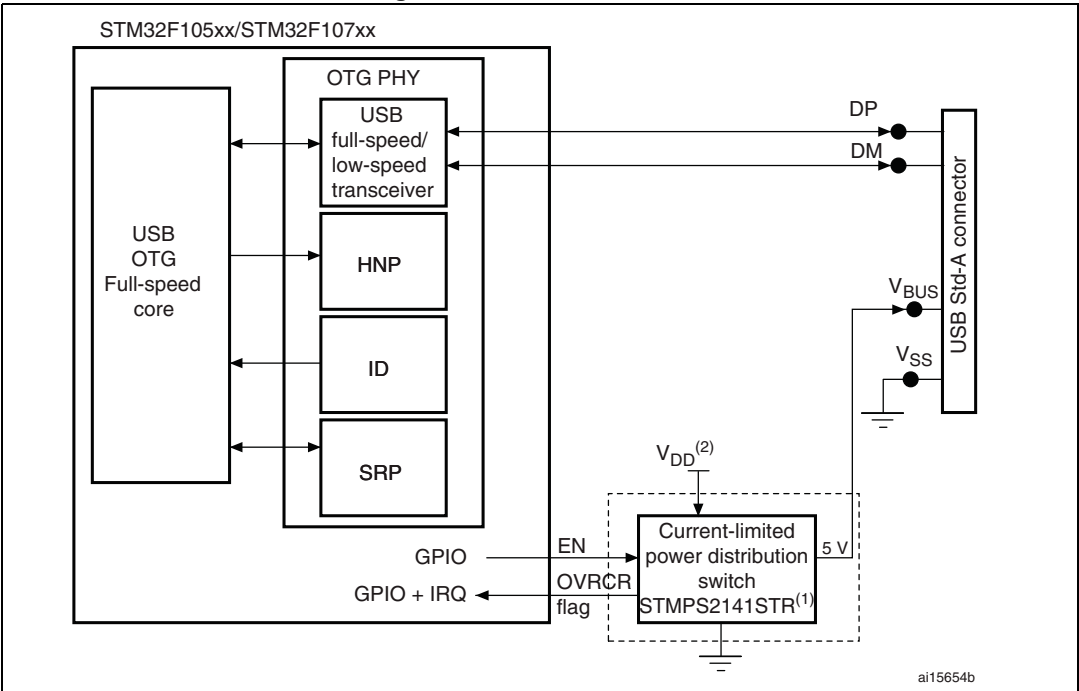 STM32F105xx/STM32F107xx
OTG PHY
USB
full-speed/
low-speed
transceiver
HNP
ID
SRP
USB
OTG
Full-speed
core
DP
DM
VBUS
VSS
USB Std-A connector
VDD(2)
GPIO
EN
GPIO + IRQ
OVRCR
flag
Current-limited
power distribution
switch
STMPS2141STR(1)
5 V
ai15654b